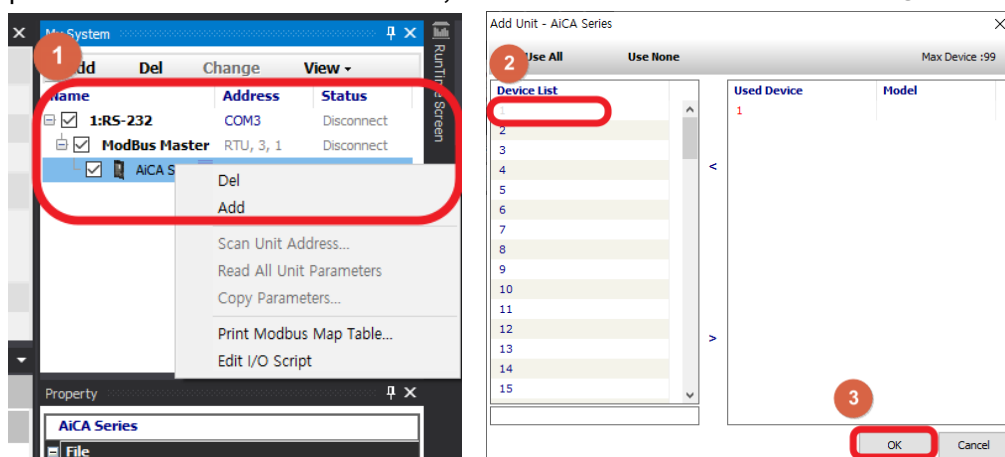 My System
1
Add Del Change View
Name Address Status
1:RS-232 COM3 Disconnect
ModBus Master RTU, 3, 1 Disconnect
AiCA S
Del
Add
Scan Unit Address...
Read All Unit Parameters
Copy Parameters...
Print Modbus Map Table...
Edit I/O Script
RunTime Screen
Property
AiCA Series
File
Add Unit - AiCA Series
2
Use All Use None Max Device :99
Device List
1
2
3
4
5
6
7
8
9
10
11
12
13
14
15
<
>
Used Device Model
1
3
OK Cancel